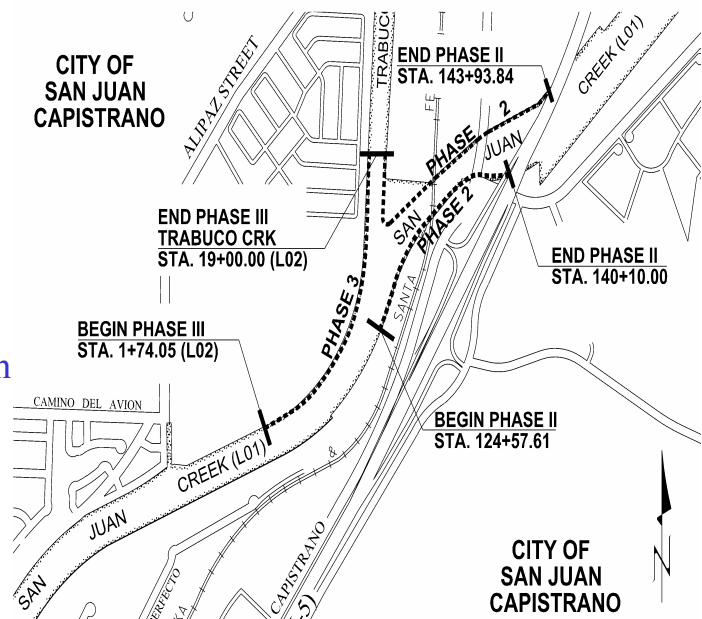 CITY OF
SAN JUAN
CAPISTRANO
ALIPAZ STREET
TRABUCO
END PHASE II
STA. 143+93.84
CREEK (L01)
FE
PHASE 2
JUAN
END PHASE III
TRABUCO CRK
STA. 19+00.00 (L02)
SAN
PHASE 2
END PHASE II
STA. 140+10.00
SANTA
PHASE 3
BEGIN PHASE III
STA. 1+74.05 (L02)
n
CAMINO DEL AVION
BEGIN PHASE II
STA. 124+57.61
CREEK (L01)
&
JUAN
SAN
CAPISTRANO
N
CITY OF
SAN JUAN
CAPISTRANO